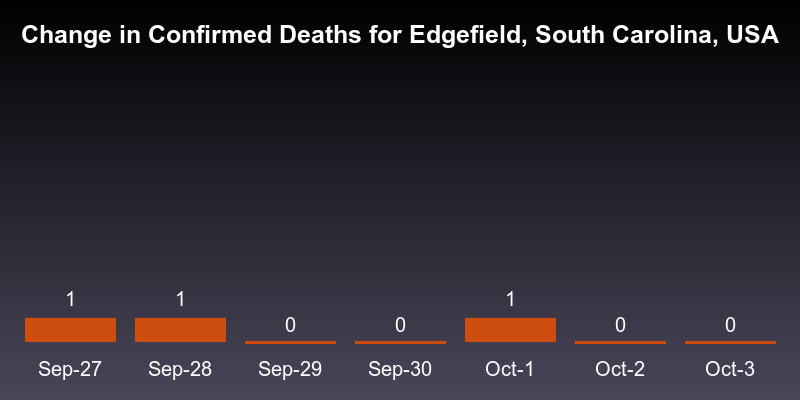 Change in Confirmed Deaths for Edgefield, South Carolina, USA
1 1 0 0 1 0 0
Sep-27 Sep-28 Sep-29 Sep-30 Oct-1 Oct-2 Oct-3